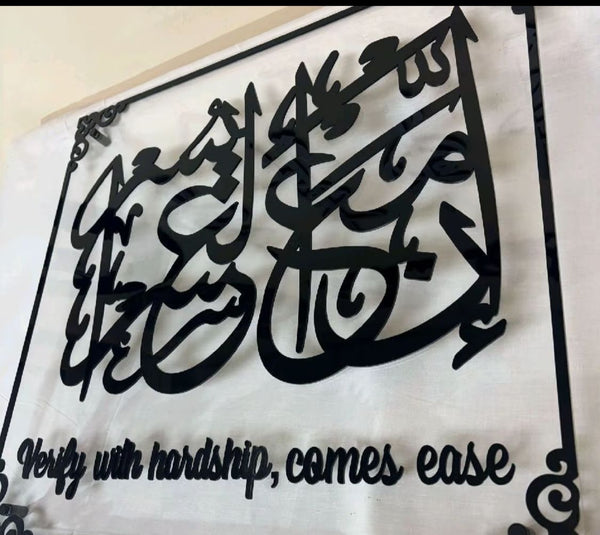 إن مع العسر يسرا
Verify with hardship, comes ease